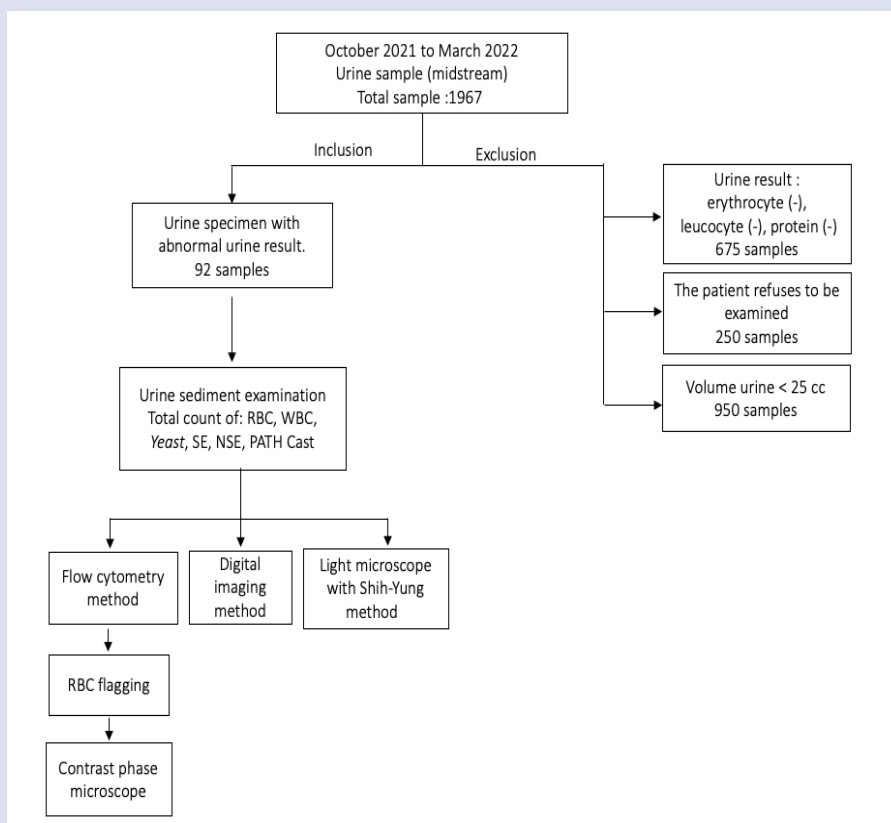 October 2021 to March 2022
Urine sample (midstream)
Total sample :1967
Inclusion
Exclusion
Urine specimen with
abnormal urine result.
92 samples
Urine result :
erythrocyte (-),
leucocyte (-), protein (-)
675 samples
The patient refuses to be
examined
250 samples
Volume urine < 25 cc
950 samples
Urine sediment examination
Total count of: RBC, WBC,
Yeast, SE, NSE, PATH Cast
Flow cytometry
method
Digital
imaging
method
Light microscope
with Shih-Yung
method
RBC flagging
Contrast phase
microscope